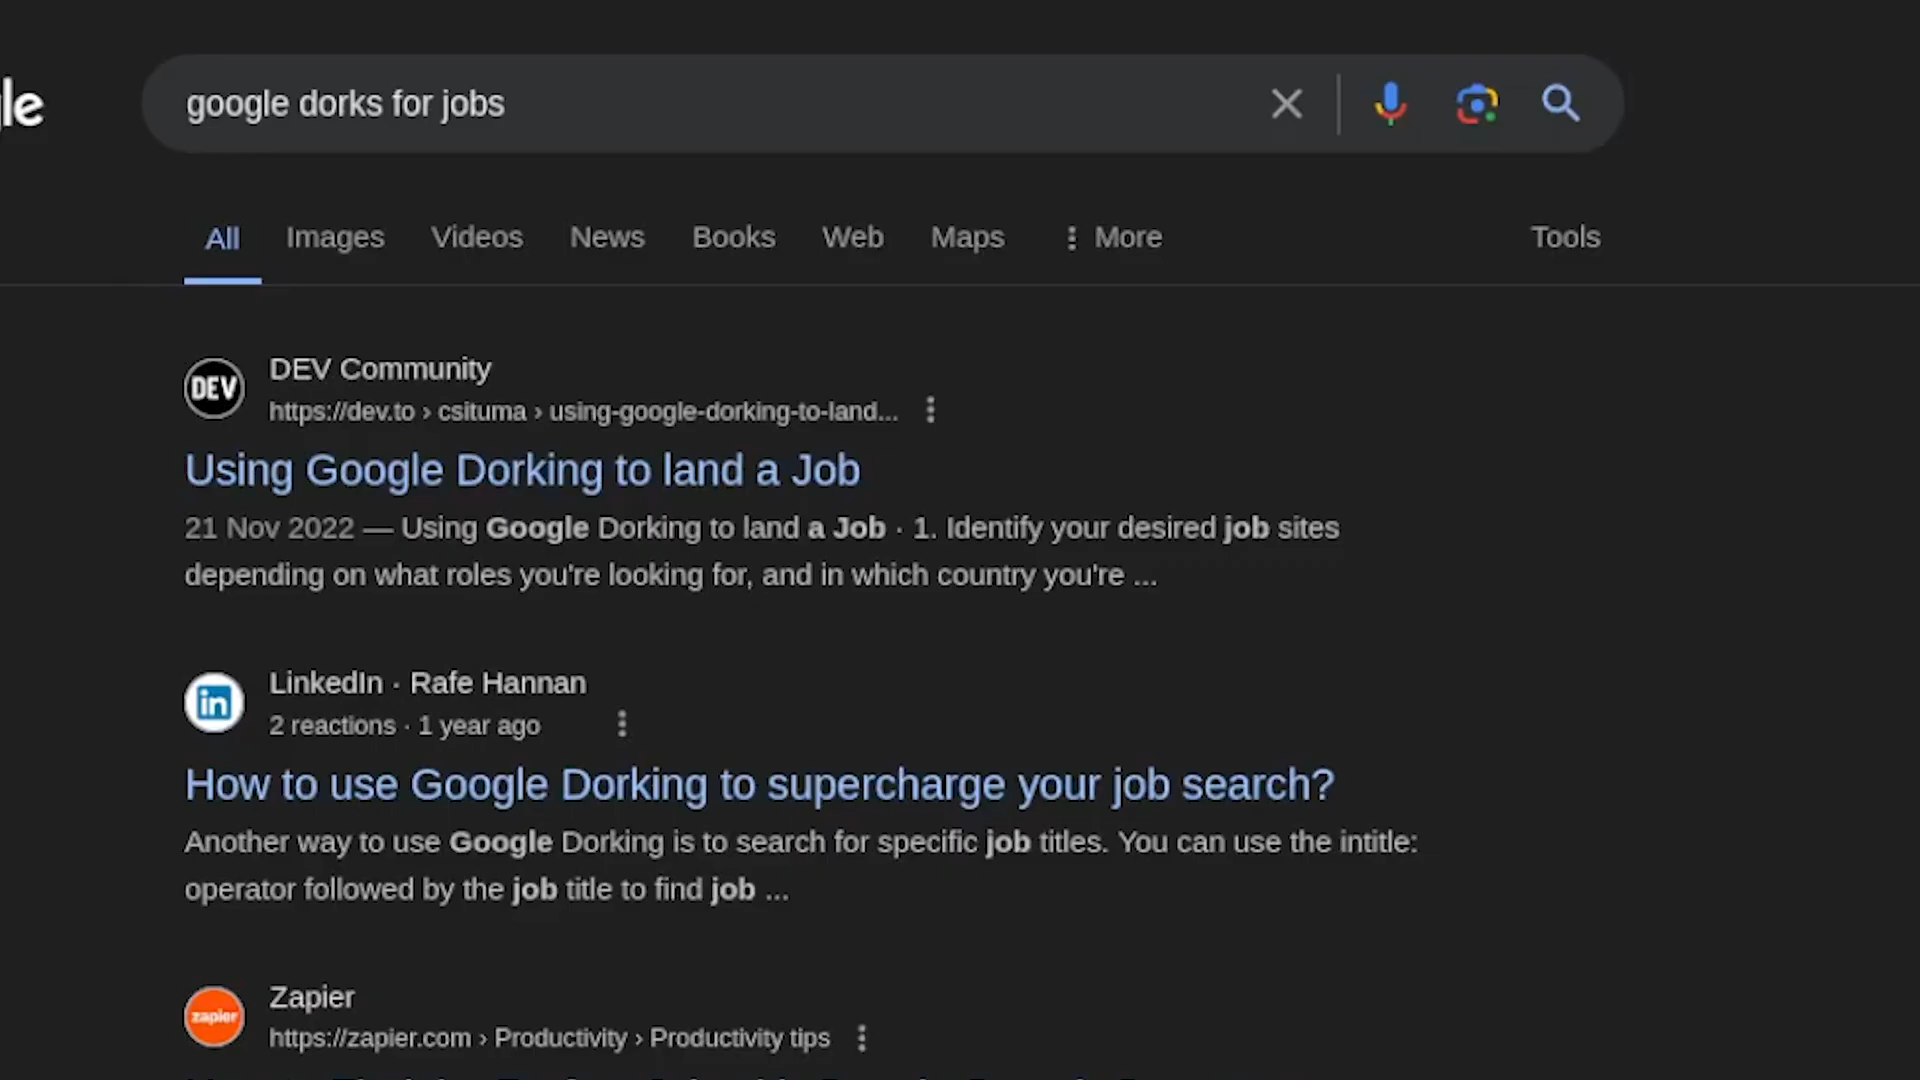 le
google dorks for jobs
All Images Videos News Books Web Maps More Tools
DEV
DEV Community
https://dev.to › csituma › using-google-dorking-to-land...
Using Google Dorking to land a Job
21 Nov 2022 — Using Google Dorking to land a Job · 1. Identify your desired job sites
depending on what roles you're looking for, and in which country you're ...
in
LinkedIn · Rafe Hannan
2 reactions · 1 year ago
How to use Google Dorking to supercharge your job search?
Another way to use Google Dorking is to search for specific job titles. You can use the intitle:
operator followed by the job title to find job ...
zapier
Zapier
https://zapier.com › Productivity › Productivity tips